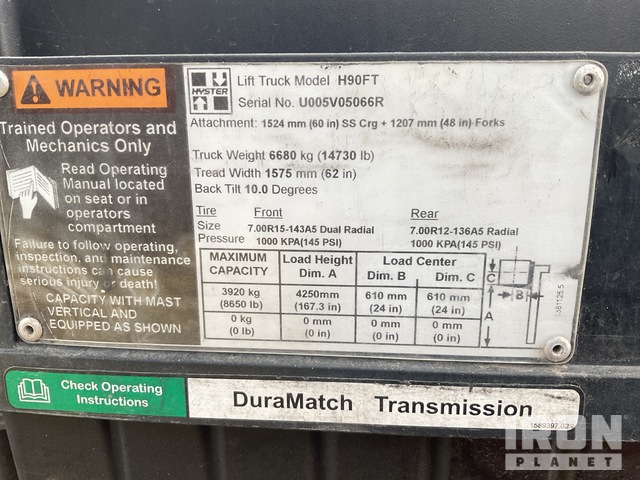 WARNING
Trained Operators and
Mechanics Only
Read Operating
Manual located
on seat or in
operators
compartment
Failure to follow operating,
inspection, and maintenance
instructions can cause
serious injury or death!
CAPACITY WITH MAST
VERTICAL AND
EQUIPPED AS SHOWN
HYSTER
Lift Truck Model H90FT
Serial No. U005V05066R
Attachment: 1524 mm (60 in) SS Crg + 1207 mm (48 in) Forks
Truck Weight 6680 kg (14730 lb)
Tread Width 1575 mm (62 in)
Back Tilt 10.0 Degrees
Tire Front Rear
Size 7.00R15-143A5 Dual Radial 7.00R12-136A5 Radial
Pressure 1000 KPA(145 PSI) 1000 KPA(145 PSI)
MAXIMUM CAPACITY Load Height Dim. A Load Center Dim. B Dim. C
3920 kg 4250mm 610 mm 610 mm
(8650 lb) (167.3 in) (24 in) (24 in)
0 kg 0 mm 0 mm 0 mm
(0 lb) (0 in) (0 in) (0 in)
C
B
A
Check Operating
Instructions
DuraMatch Transmission
IRON
PLANET